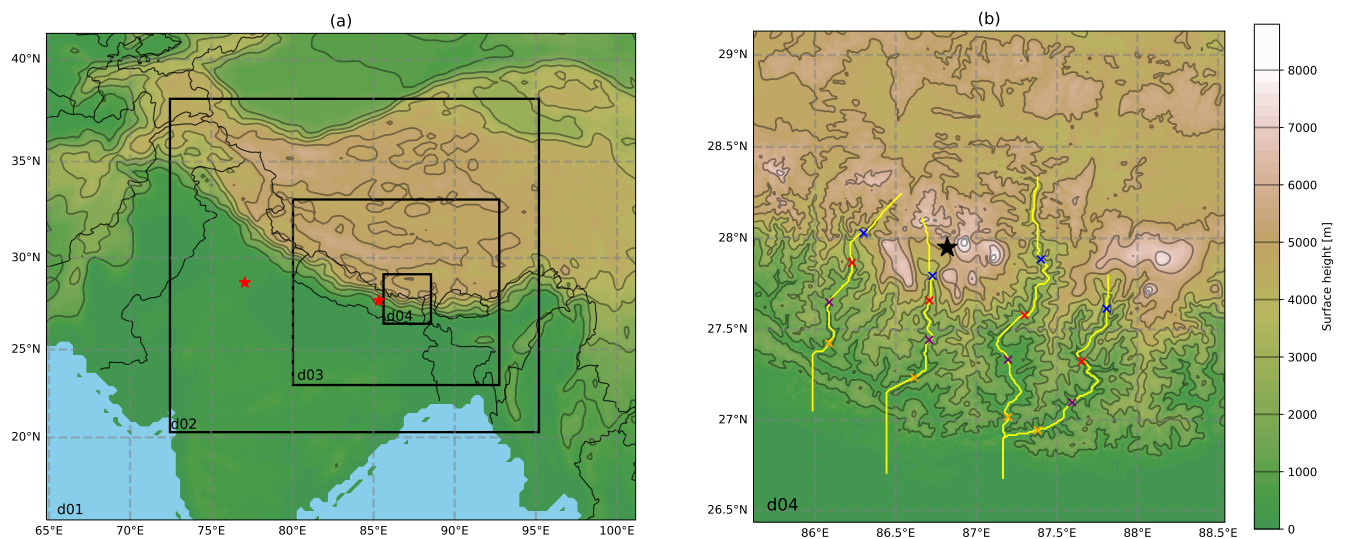 (a)
40°N
35°N
30°N
25°N
20°N
65°E 70°E 75°E 80°E 85°E 90°E 95°E 100°E
d01
d02
d03
d04
(b)
29°N
28.5°N
28°N
27.5°N
27°N
26.5°N
86°E 86.5°E 87°E 87.5°E 88°E 88.5°E
d04
8000
7000
6000
5000
4000
3000
2000
1000
0
Surface height [m]